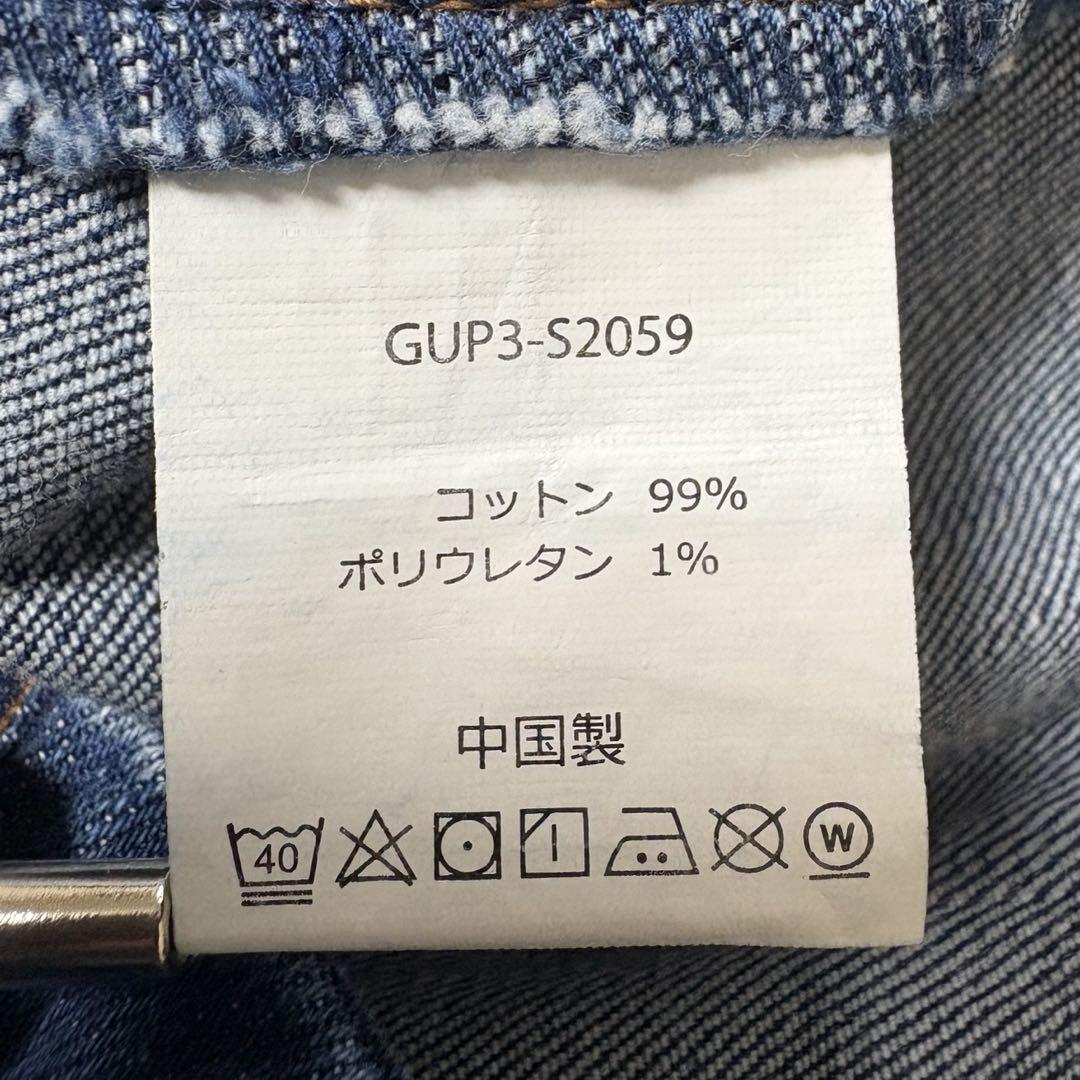 GUP3-S2059
コットン 99%
ポリウレタン 1%
中国製
40 W